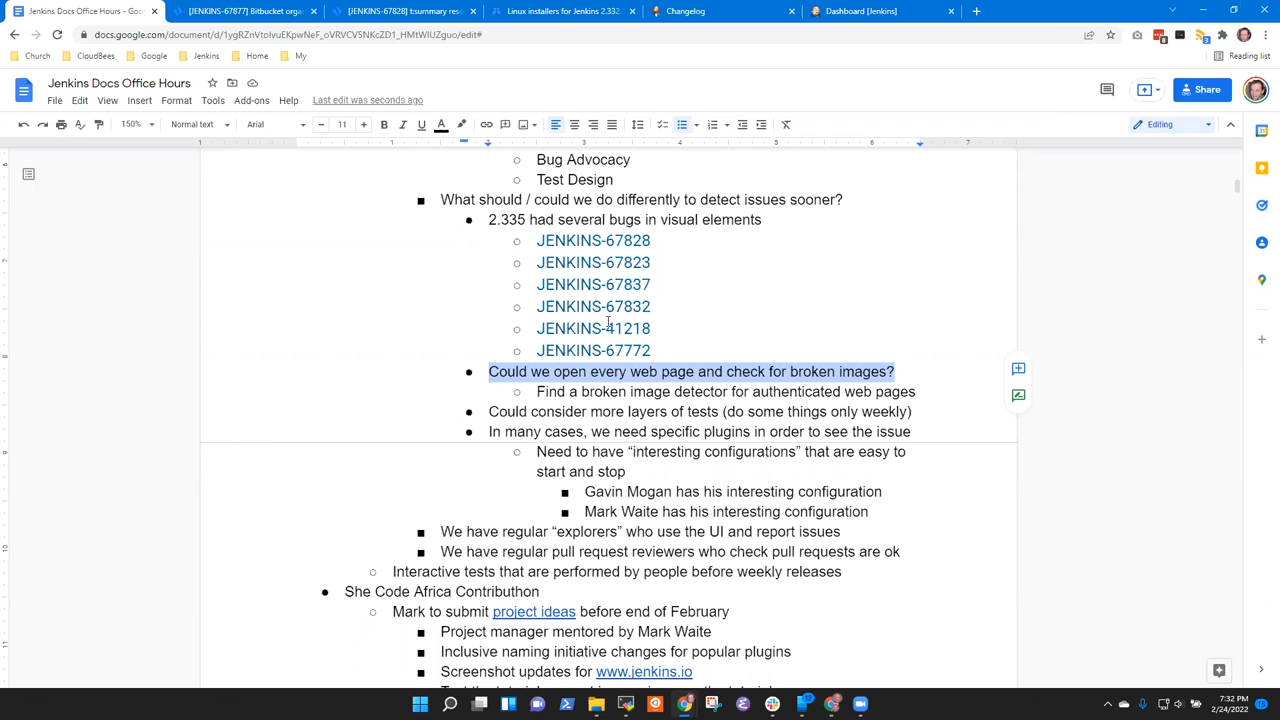 Jenkins Docs Office Hours - Goo
[JENKINS-67877] Bitbucket orga
[JENKINS-67828] t:summary reso
Linux installers for Jenkins 2.332
Changelog
Dashboard [Jenkins]
docs.google.com/document/d/1ygRZnVtoIvuEKpwNeF_oVRVCV5NKcZD1_HMtWIUZguo/edit#
Church
CloudBees
Google
Jenkins
Home
My
Reading list
Jenkins Docs Office Hours
File Edit View Insert Format Tools Add-ons Help Last edit was seconds ago
Share
150% Normal text Arial 11 B I U A Editing
1 1 2 3 4 5 6 7
Bug Advocacy
Test Design
What should / could we do differently to detect issues sooner?
2.335 had several bugs in visual elements
JENKINS-67828
JENKINS-67823
JENKINS-67837
JENKINS-67832
JENKINS-41218
JENKINS-67772
Could we open every web page and check for broken images?
Find a broken image detector for authenticated web pages
Could consider more layers of tests (do some things only weekly)
In many cases, we need specific plugins in order to see the issue
Need to have “interesting configurations” that are easy to
start and stop
Gavin Mogan has his interesting configuration
Mark Waite has his interesting configuration
We have regular “explorers” who use the UI and report issues
We have regular pull request reviewers who check pull requests are ok
Interactive tests that are performed by people before weekly releases
She Code Africa Contributhon
Mark to submit project ideas before end of February
Project manager mentored by Mark Waite
Inclusive naming initiative changes for popular plugins
Screenshot updates for www.jenkins.io
7:32 PM
2/24/2022